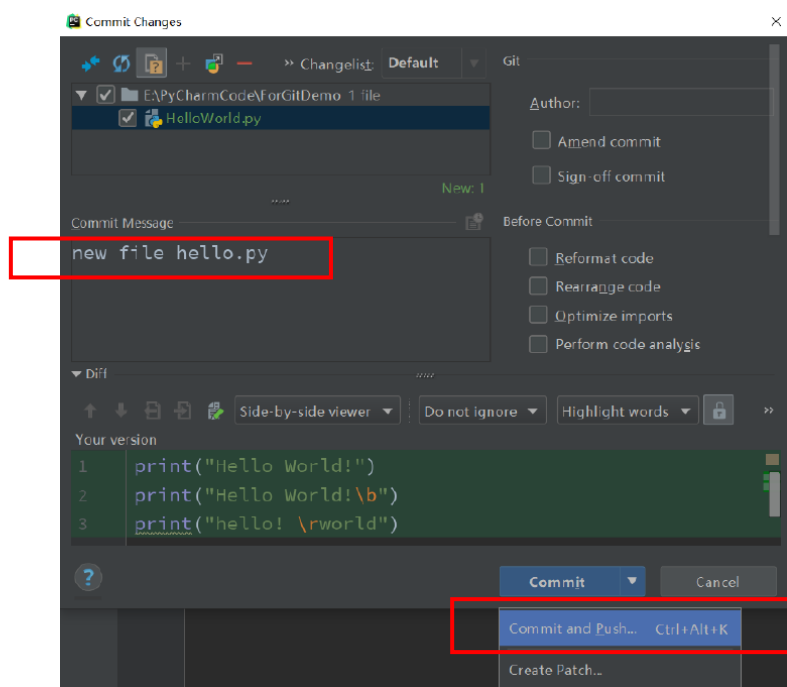 Commit Changes
Changelist: Default
Git
E:\PyCharmCode\ForGitDemo 1 file
Author:
HelloWorld.py
Amend commit
Sign-off commit
New: 1
Commit Message
Before Commit
new file hello.py
Reformat code
Rearrange code
Optimize imports
Perform code analysis
Diff
Side-by-side viewer
Do not ignore
Highlight words
Your version
1 print("Hello World!")
2 print("Hello World!\b")
3 print("hello! \rworld")
?
Commit
Cancel
Commit and Push... Ctrl+Alt+K
Create Patch...